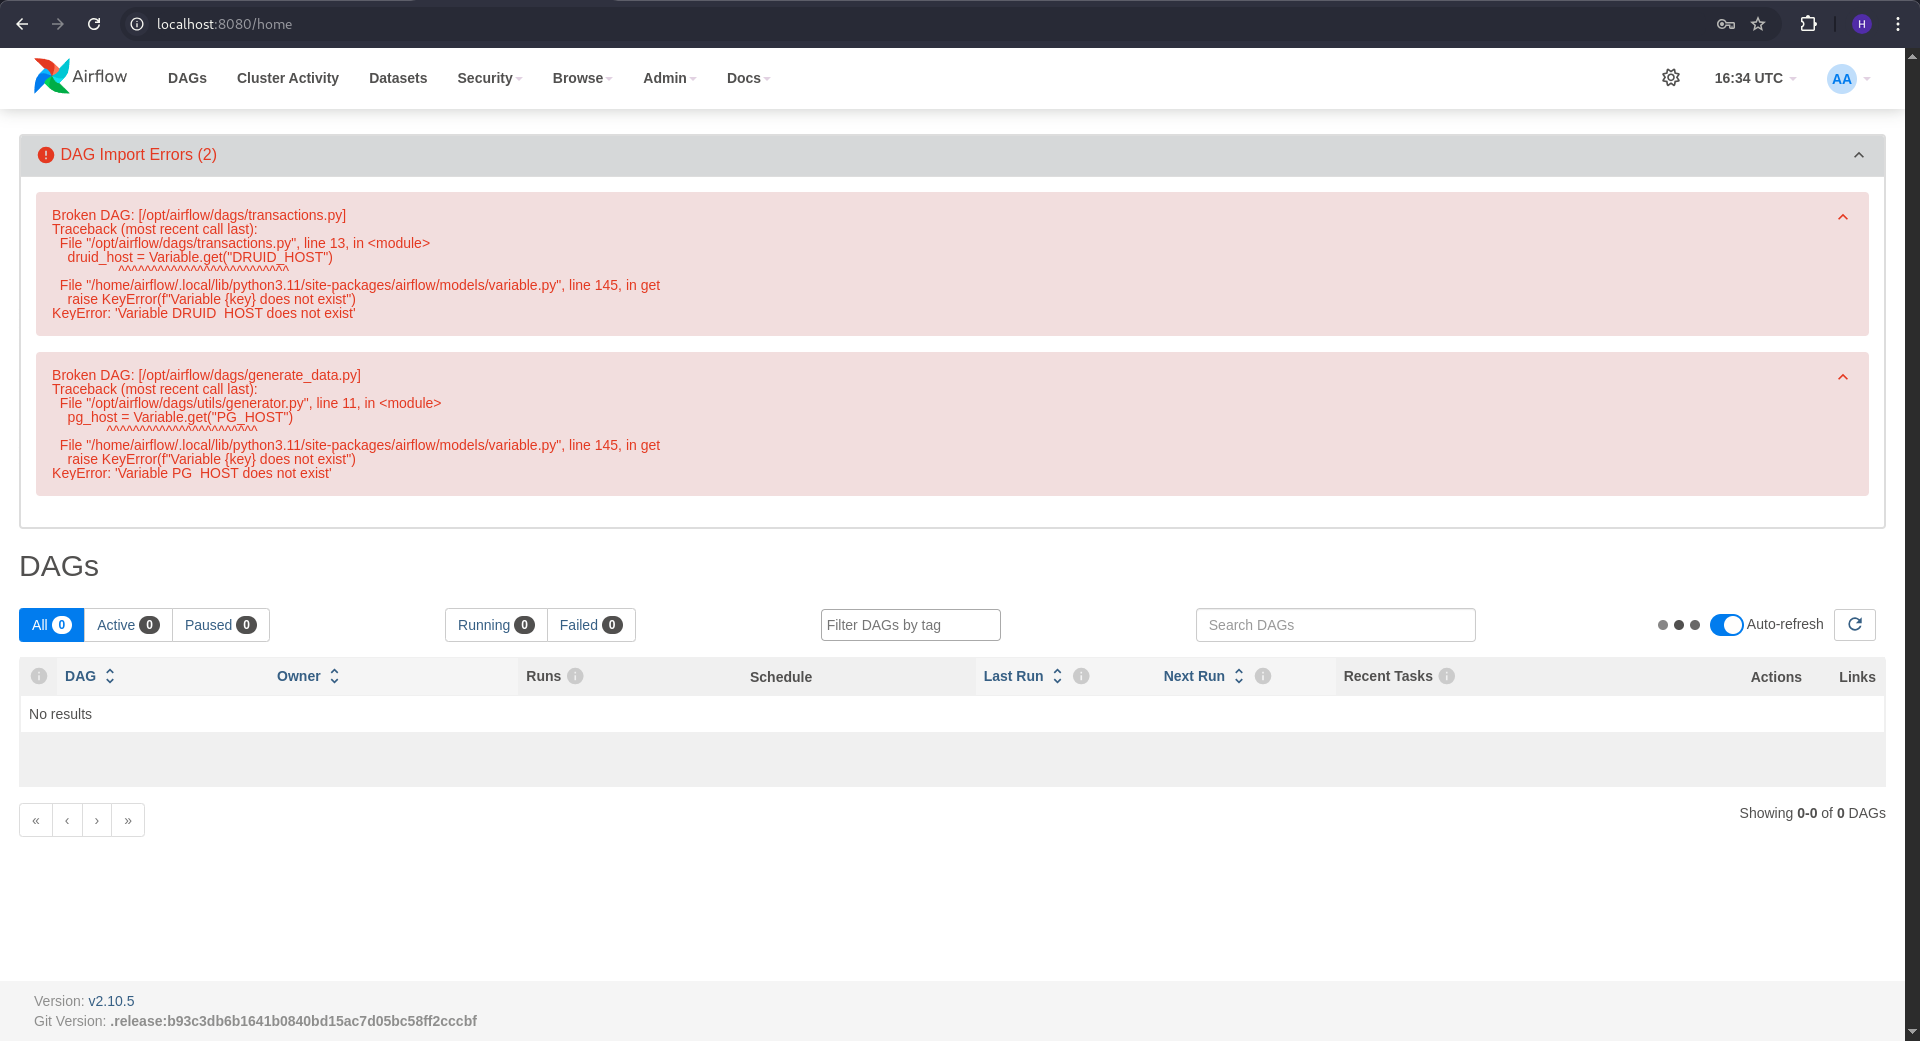 localhost:8080/home
H
Airflow
DAGs Cluster Activity Datasets Security Browse Admin Docs
16:34 UTC
AA
DAG Import Errors (2)
Broken DAG: [/opt/airflow/dags/transactions.py]
Traceback (most recent call last):
File "/opt/airflow/dags/transactions.py", line 13, in <module>
druid_host = Variable.get("DRUID_HOST")
^^^^^^^^^^^^^^^^^^^^^^^^^^
File "/home/airflow/.local/lib/python3.11/site-packages/airflow/models/variable.py", line 145, in get
raise KeyError(f"Variable {key} does not exist")
KeyError: 'Variable DRUID_HOST does not exist'
Broken DAG: [/opt/airflow/dags/generate_data.py]
Traceback (most recent call last):
File "/opt/airflow/dags/utils/generator.py", line 11, in <module>
pg_host = Variable.get("PG_HOST")
^^^^^^^^^^^^^^^^^^^^^^^
File "/home/airflow/.local/lib/python3.11/site-packages/airflow/models/variable.py", line 145, in get
raise KeyError(f"Variable {key} does not exist")
KeyError: 'Variable PG_HOST does not exist'
DAGs
All 0 Active 0 Paused 0 Running 0 Failed 0 Filter DAGs by tag Search DAGs Auto-refresh
DAG Owner Runs Schedule Last Run Next Run Recent Tasks Actions Links
No results
« ‹ › »
Showing 0-0 of 0 DAGs
Version: v2.10.5
Git Version: .release:b93c3db6b1641b0840bd15ac7d05bc58ff2cccbf